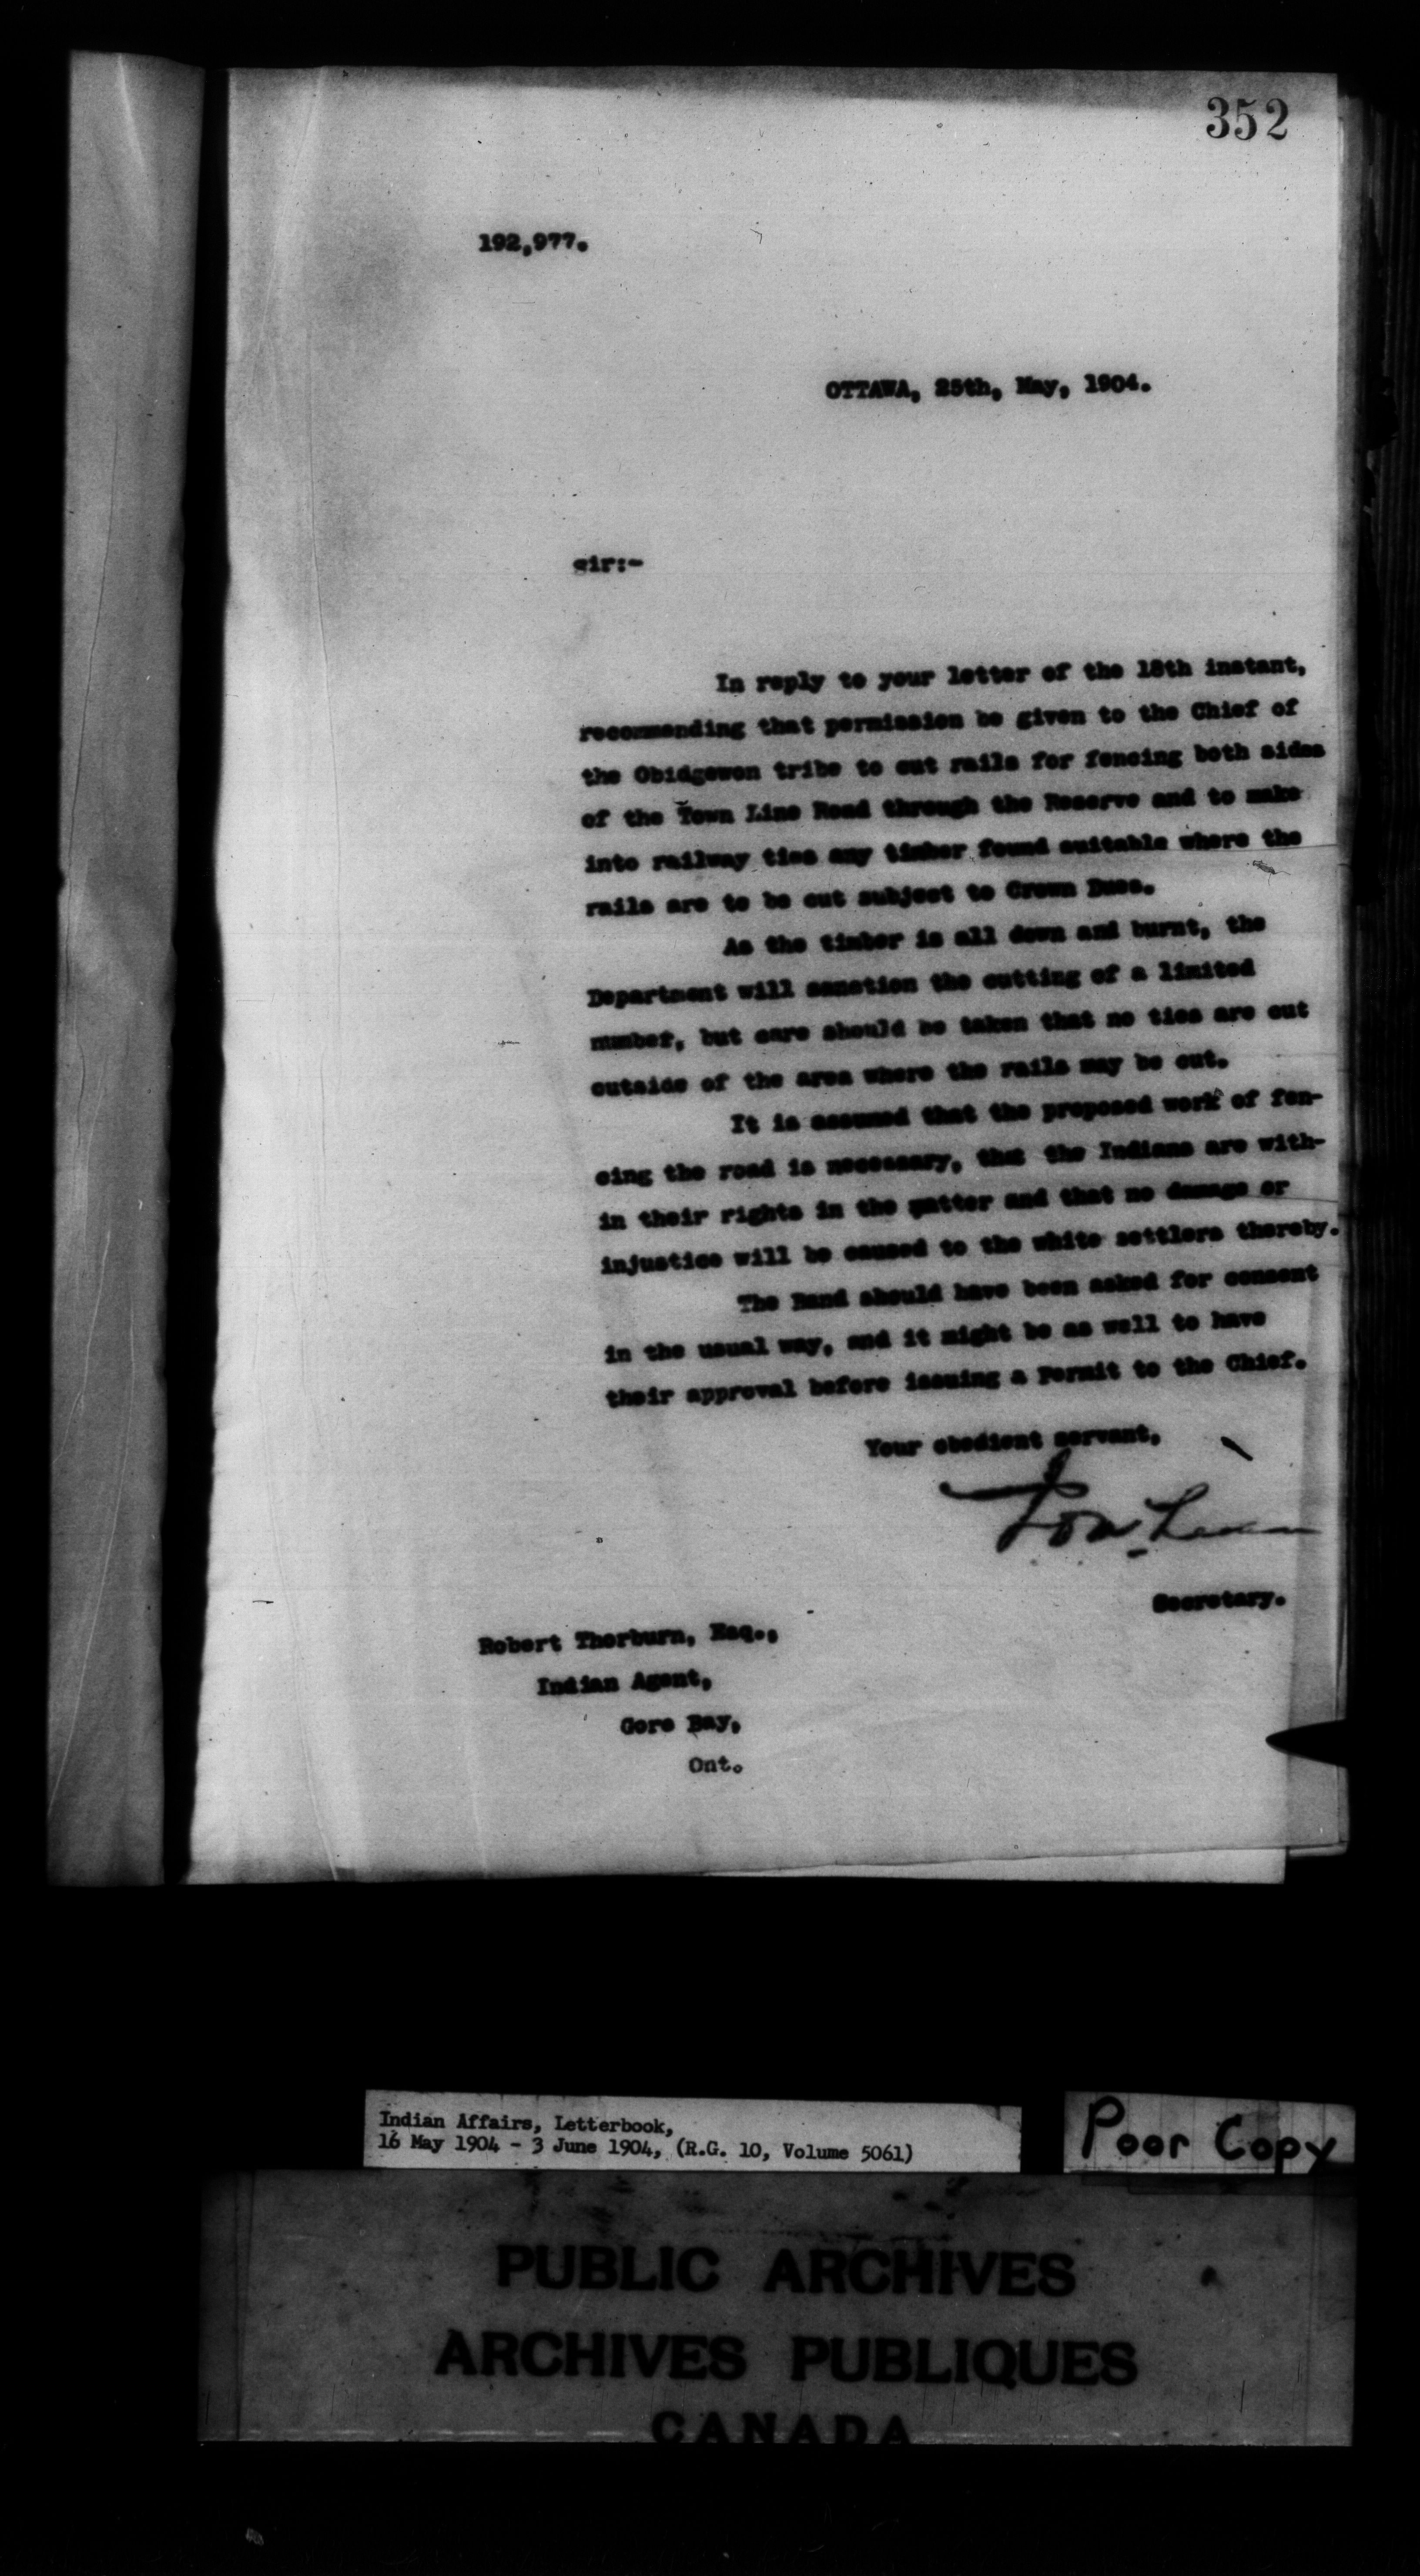 352
192,977.
OTTAWA, 25th, May, 1904.
Sir:-
In reply to your letter of the 18th instant,
recommending that permission be given to the Chief of
the Obidgewon tribe to cut rails for fencing both sides
of the Town Line Road through the Reserve and to make
into railway ties any timber found suitable where the
rails are to be cut subject to Crown Dues.
As the timber is all down and burnt, the
Department will sanction the cutting of a limited
number, but care should be taken that no ties are cut
outside of the area where the rails may be cut.
It is assumed that the proposed work of fen-
cing the road is necessary, that the Indians are with-
in their rights in the matter and that no damage or
injustice will be caused to the white settlers thereby.
The Band should have been asked for consent
in the usual way, and it might be as well to have
their approval before issuing a Permit to the Chief.
Your obedient servant,
Secretary.
Robert Thorburn, Esq.,
Indian Agent,
Gore Bay,
Ont.
Indian Affairs, Letterbook,
16 May 1904 - 3 June 1904, (R.G. 10, Volume 5061)
Poor Copy
PUBLIC ARCHIVES
ARCHIVES PUBLIQUES
CANADA